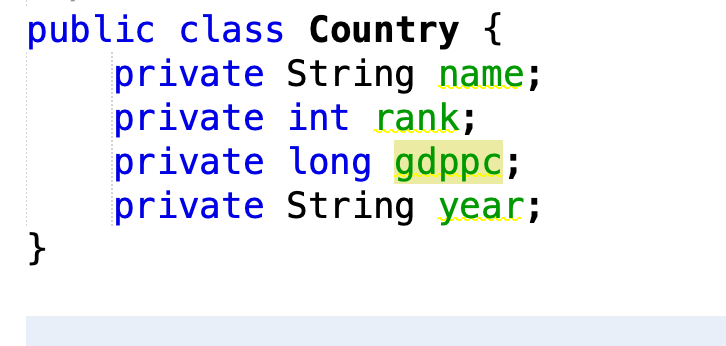 public class Country {
private String name;
private int rank;
private long gdppc;
private String year;
}